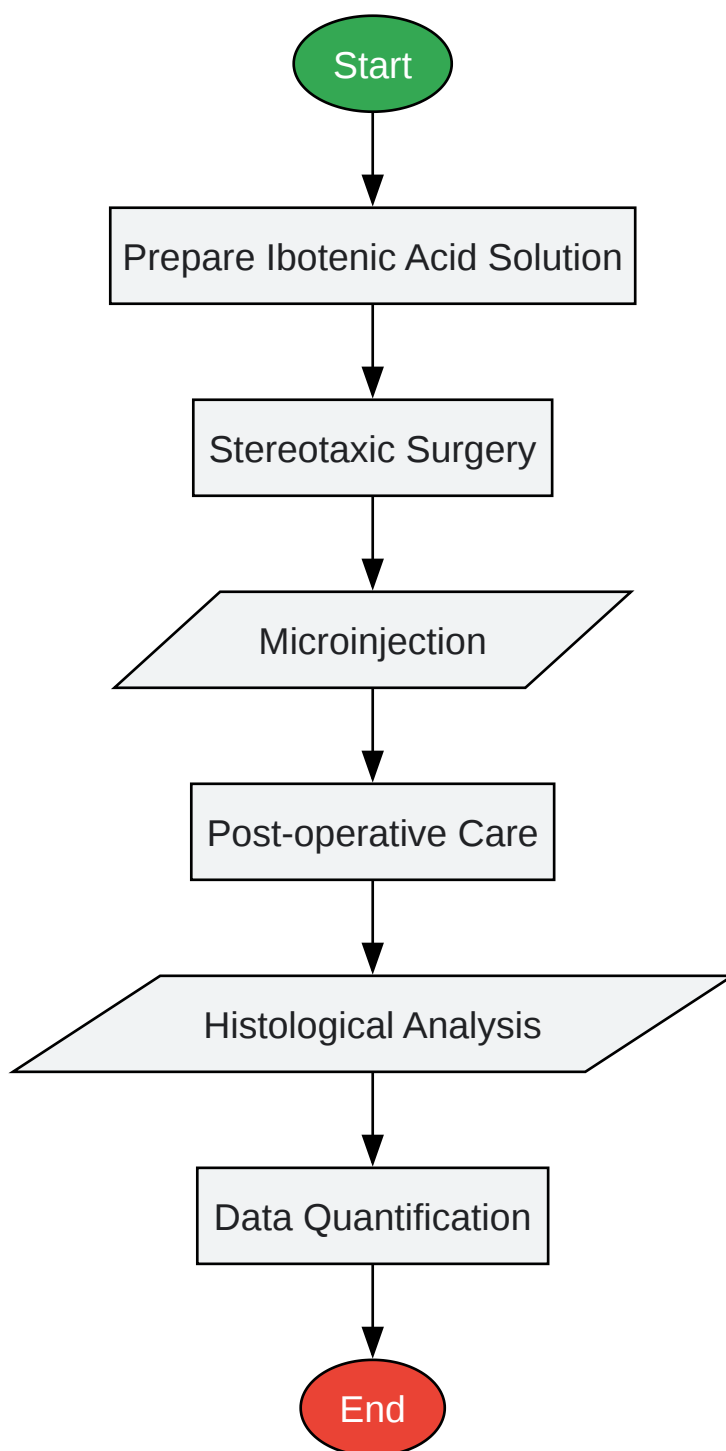 Start
Prepare Ibotenic Acid Solution
Stereotaxic Surgery
Microinjection
Post-operative Care
Histological Analysis
Data Quantification
End